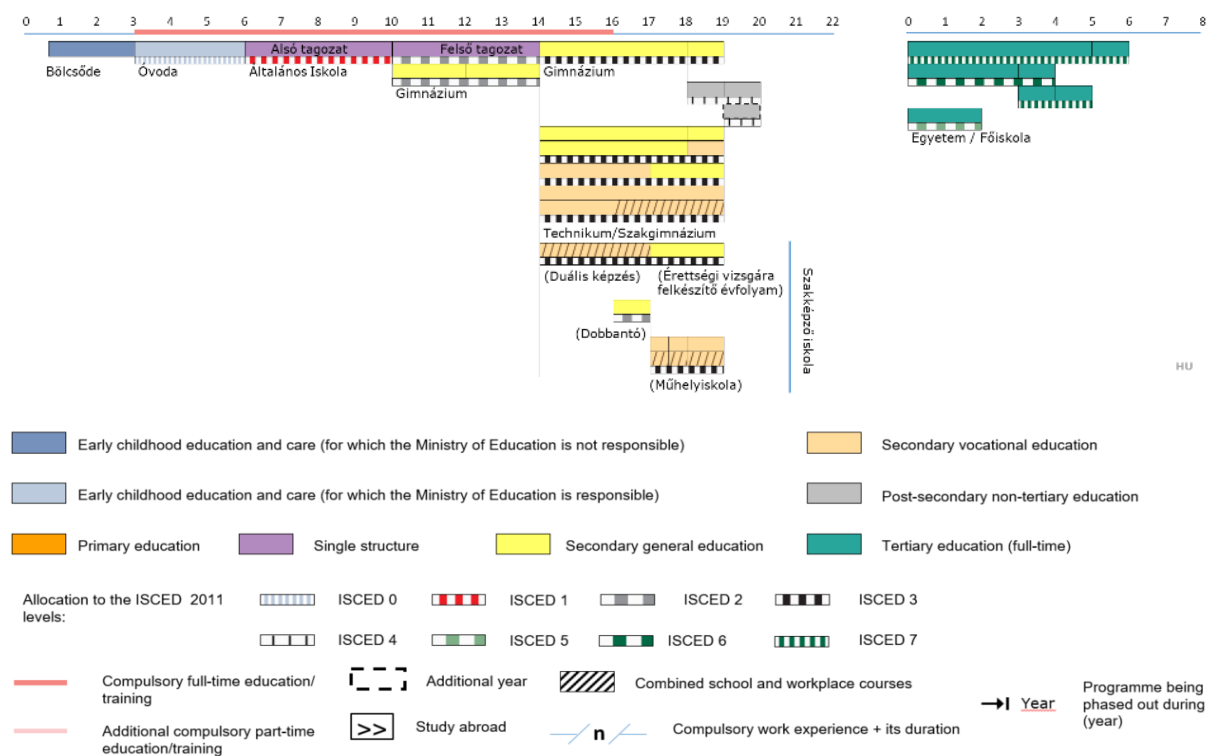 0 1 2 3 4 5 6 7 8 9 10 11 12 13 14 15 16 17 18 19 20 21 22
0 1 2 3 4 5 6 7 8
Alsó tagozat
Felső tagozat
Bölcsőde
Óvoda
Általános Iskola
Gimnázium
Gimnázium
Egyetem / Főiskola
Technikum/Szakgimnázium
(Duális képzés)
(Érettségi vizsgára
felkészítő évfolyam)
(Dobbantó)
(Műhelyiskola)
Szakképző iskola
HU
Early childhood education and care (for which the Ministry of Education is not responsible)
Secondary vocational education
Early childhood education and care (for which the Ministry of Education is responsible)
Post-secondary non-tertiary education
Primary education
Single structure
Secondary general education
Tertiary education (full-time)
Allocation to the ISCED 2011
levels:
ISCED 0
ISCED 1
ISCED 2
ISCED 3
ISCED 4
ISCED 5
ISCED 6
ISCED 7
Compulsory full-time education/
training
Additional year
Combined school and workplace courses
Year
Programme being
phased out during
(year)
Additional compulsory part-time
education/training
>>
Study abroad
n
Compulsory work experience + its duration